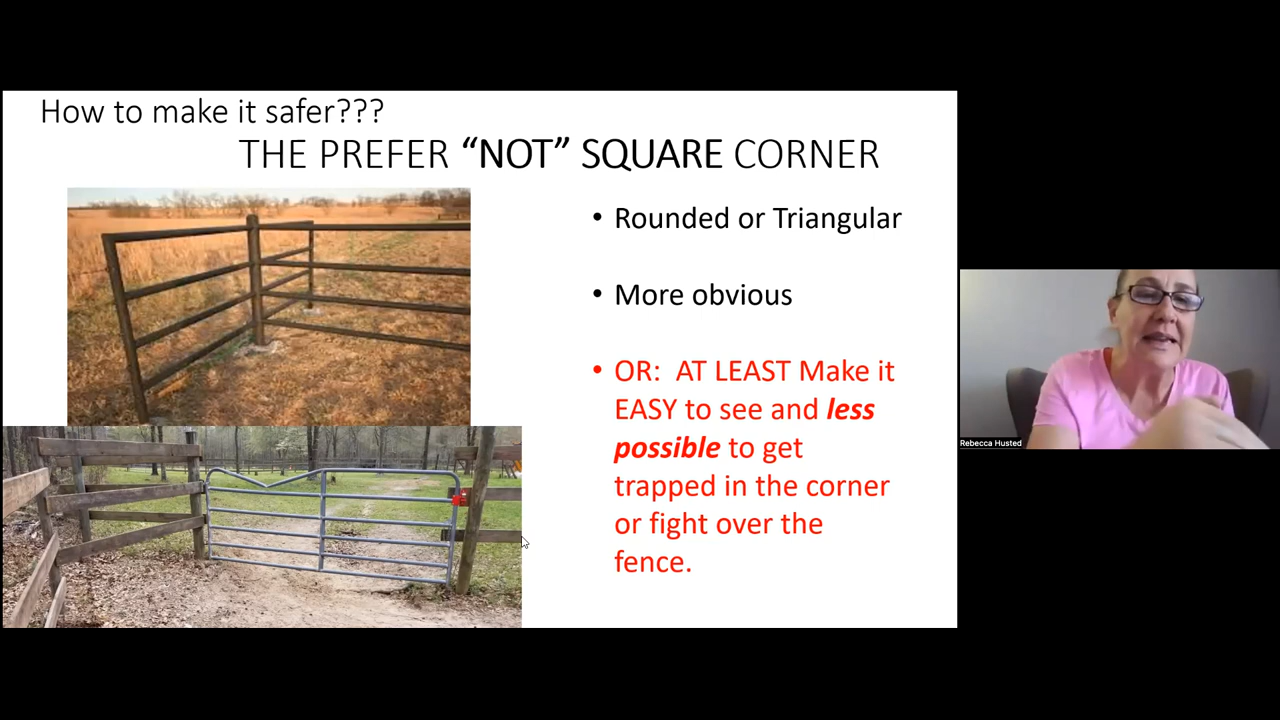 How to make it safer???
THE PREFER “NOT” SQUARE CORNER
• Rounded or Triangular
• More obvious
• OR:  AT LEAST Make it
EASY to see and less
possible to get
trapped in the corner
or fight over the
fence.
Rebecca Husted